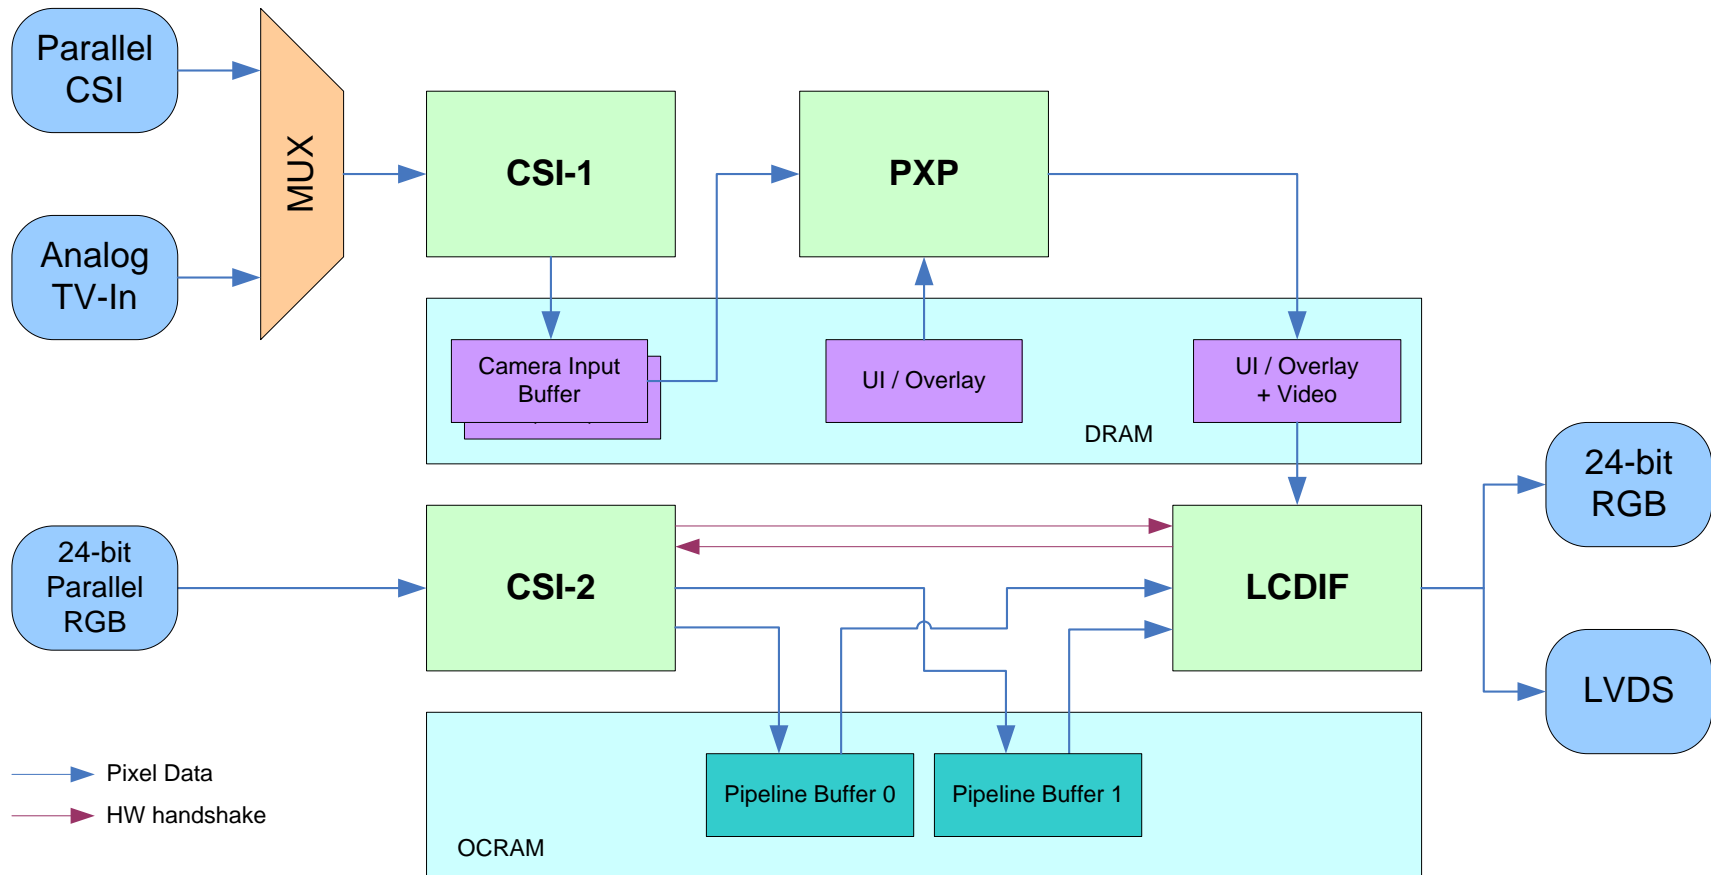 Parallel
CSI
Analog
TV-In
MUX
CSI-1
PXP
Camera Input
Buffer
UI / Overlay
UI / Overlay
+ Video
DRAM
24-bit
Parallel
RGB
CSI-2
LCDIF
24-bit
RGB
LVDS
Pipeline Buffer 0
Pipeline Buffer 1
OCRAM
Pixel Data
HW handshake